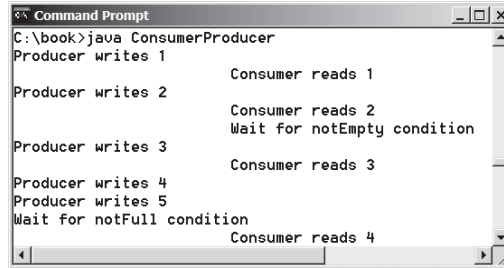 Command Prompt
C:\book>java ConsumerProducer
Producer writes 1
Consumer reads 1
Producer writes 2
Consumer reads 2
Wait for notEmpty condition
Producer writes 3
Consumer reads 3
Producer writes 4
Producer writes 5
Wait for notFull condition
Consumer reads 4